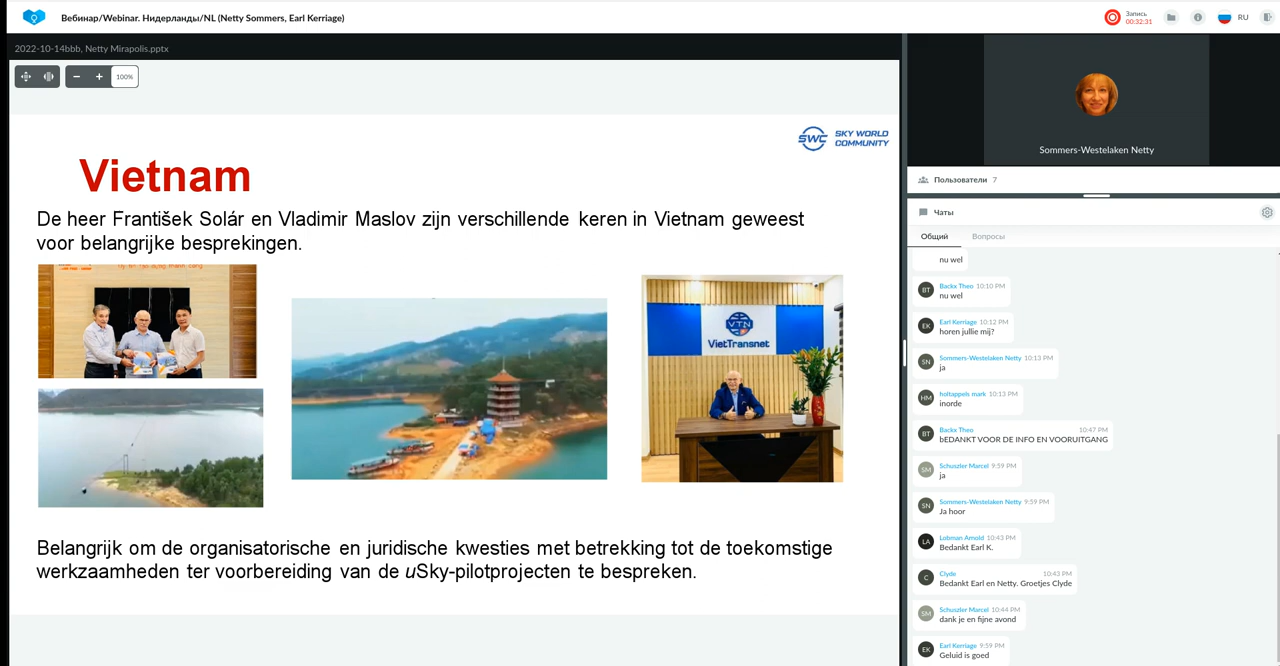 Вебинар/Webinar. Нидерланды/NL (Netty Sommers, Earl Kerriage)
Запись
00:32:31
RU
2022-10-14bbb, Netty Mirapolis.pptx
100%
SWC SKY WORLD
COMMUNITY
Vietnam
De heer František Solár en Vladimir Maslov zijn verschillende keren in Vietnam geweest
voor belangrijke besprekingen.
VTN
VietTransnet
Belangrijk om de organisatorische en juridische kwesties met betrekking tot de toekomstige
werkzaamheden ter voorbereiding van de uSky-pilotprojecten te bespreken.
Sommers-Westelaken Netty
Пользователи 7
Чаты
Общий Вопросы
nu wel
BT Backx Theo 10:10 PM
nu wel
EK Earl Kerriage 10:12 PM
horen jullie mij?
SN Sommers-Westelaken Netty 10:13 PM
ja
HM holtappels mark 10:13 PM
inorde
BT Backx Theo 10:47 PM
bEDANKT VOOR DE INFO EN VOORUITGANG
SM Schuszler Marcel 9:59 PM
ja
SN Sommers-Westelaken Netty 9:59 PM
Ja hoor
LA Lobman Arnold 10:43 PM
Bedankt Earl K.
C Clyde 10:43 PM
Bedankt Earl en Netty. Groetjes Clyde
SM Schuszler Marcel 10:44 PM
dank je en fijne avond
EK Earl Kerriage 9:59 PM
Geluid is goed